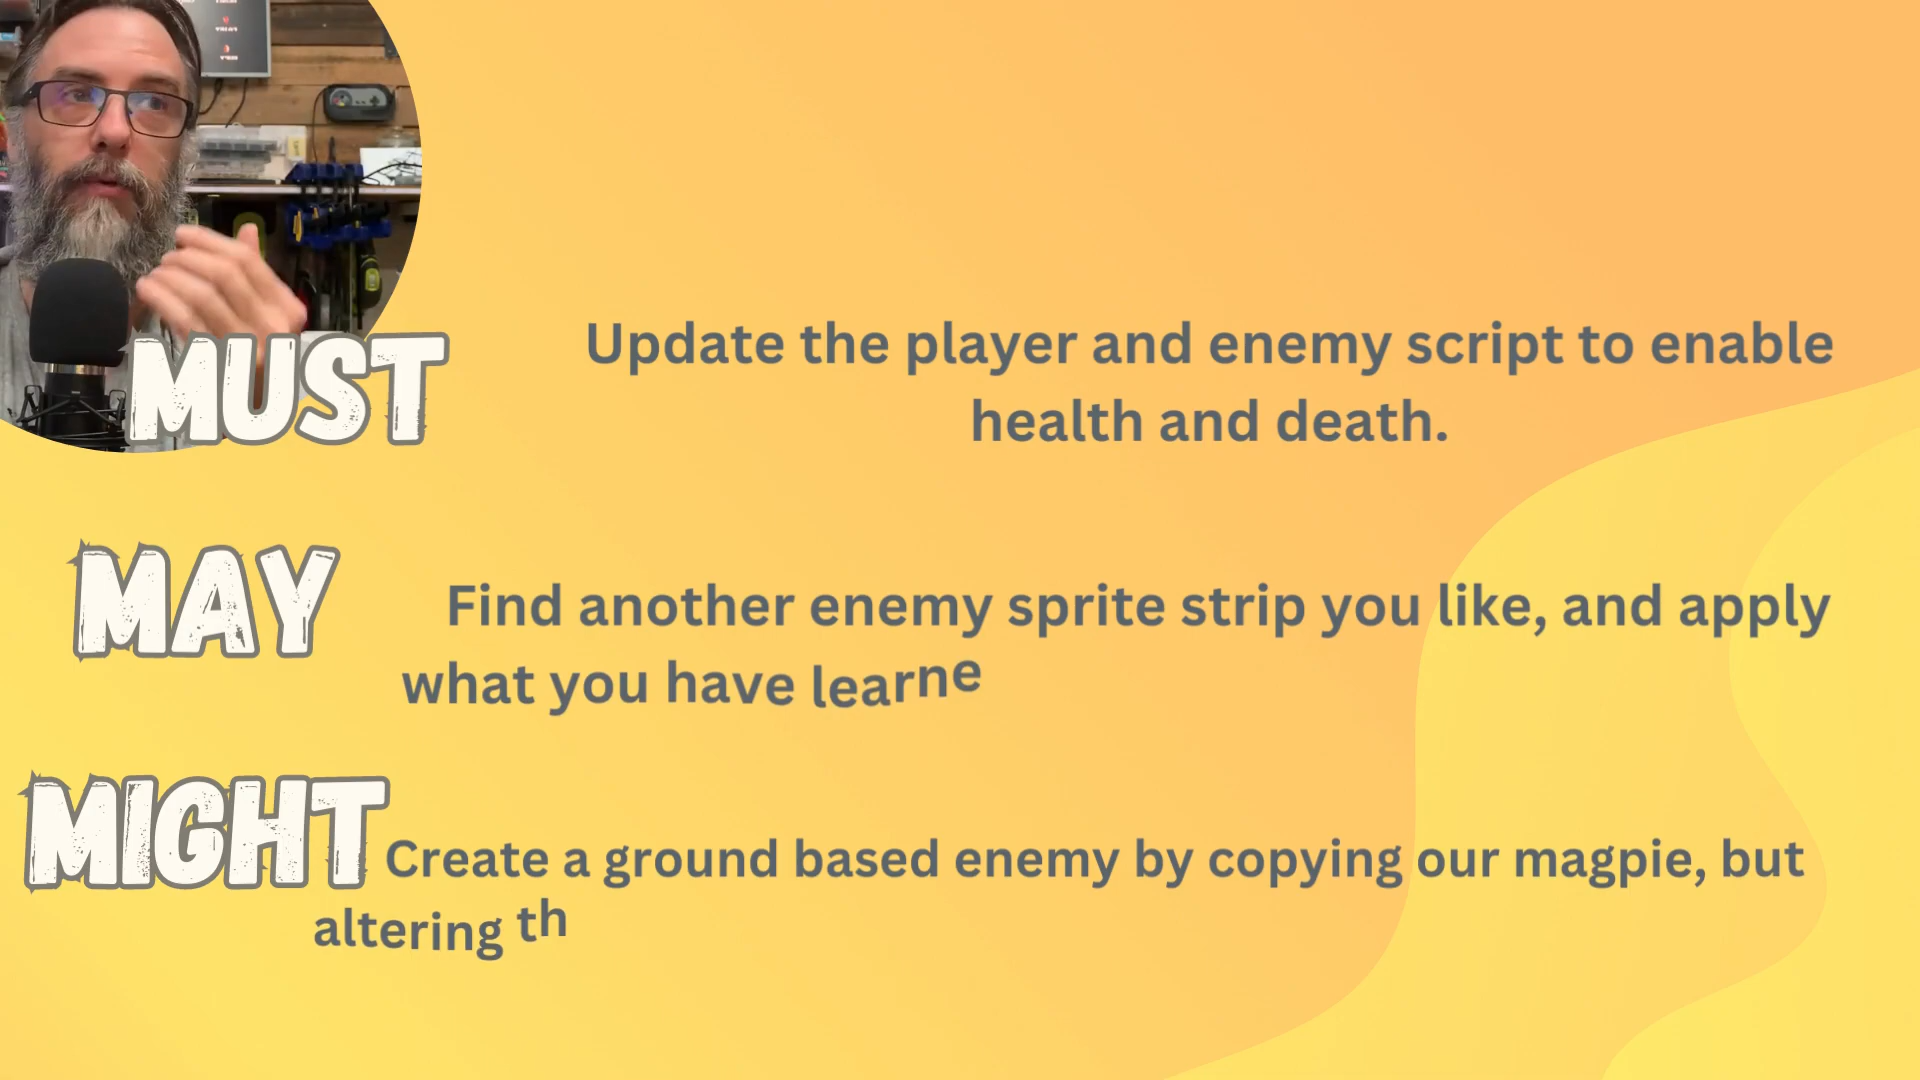 MUST
Update the player and enemy script to enable
health and death.
MAY
Find another enemy sprite strip you like, and apply
what you have learne
MIGHT
Create a ground based enemy by copying our magpie, but
altering th